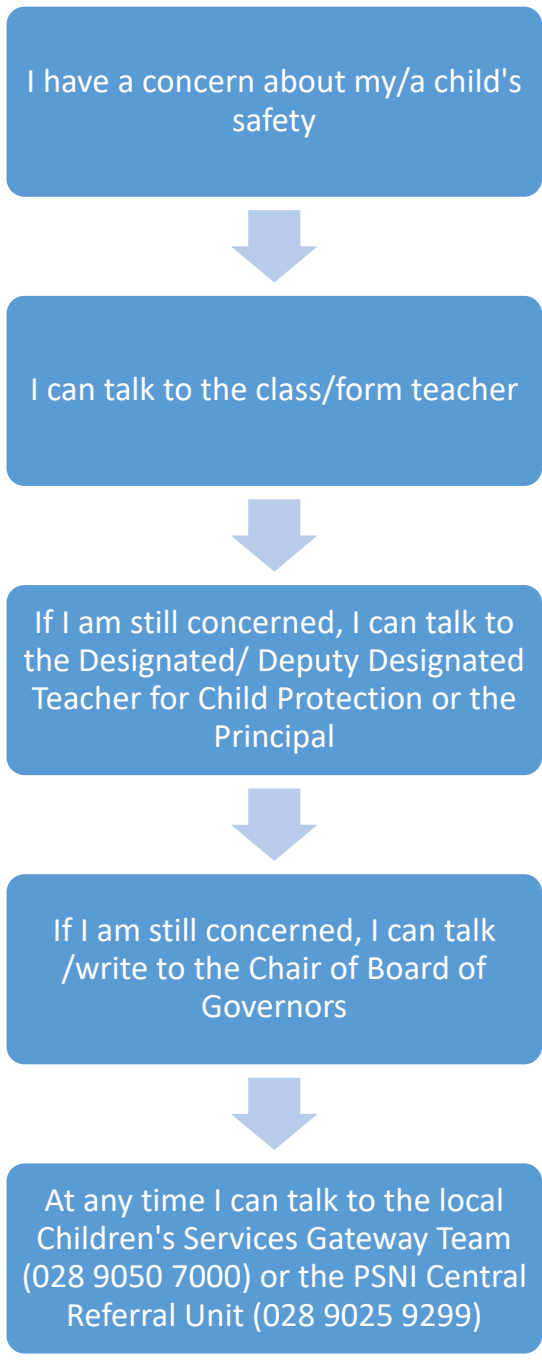 I have a concern about my/a child's
safety
I can talk to the class/form teacher
If I am still concerned, I can talk to
the Designated/ Deputy Designated
Teacher for Child Protection or the
Principal
If I am still concerned, I can talk
/write to the Chair of Board of
Governors
At any time I can talk to the local
Children's Services Gateway Team
(028 9050 7000) or the PSNI Central
Referral Unit (028 9025 9299)